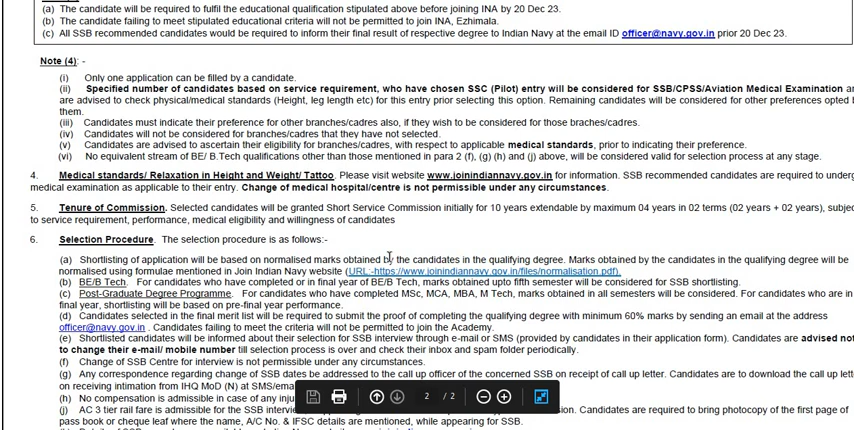 (a) The candidate will be required to fulfil the educational qualification stipulated above before joining INA by 20 Dec 23.
(b) The candidate failing to meet stipulated educational criteria will not be permitted to join INA, Ezhimala.
(c) All SSB recommended candidates would be required to inform their final result of respective degree to Indian Navy at the email ID officer@navy.gov.in prior 20 Dec 23.
Note (4): -
(i) Only one application can be filled by a candidate.
(ii) Specified number of candidates based on service requirement, who have chosen SSC (Pilot) entry will be considered for SSB/CPSS/Aviation Medical Examination
are advised to check physical/medical standards (Height, leg length etc) for this entry prior selecting this option. Remaining candidates will be considered for other preferences opted
them.
(iii) Candidates must indicate their preference for other branches/cadres also, if they wish to be considered for those braches/cadres.
(iv) Candidates will not be considered for branches/cadres that they have not selected.
(v) Candidates are advised to ascertain their eligibility for branches/cadres, with respect to applicable medical standards, prior to indicating their preference.
(vi) No equivalent stream of BE/ B.Tech qualifications other than those mentioned in para 2 (f), (g) (h) and (j) above, will be considered valid for selection process at any stage.
4. Medical standards/ Relaxation in Height and Weight/ Tattoo. Please visit website www.joinindiannavy.gov.in for information. SSB recommended candidates are required to
medical examination as applicable to their entry. Change of medical hospital/centre is not permissible under any circumstances.
5. Tenure of Commission. Selected candidates will be granted Short Service Commission initially for 10 years extendable by maximum 04 years in 02 terms (02 years + 02 years),
to service requirement, performance, medical eligibility and willingness of candidates
6. Selection Procedure. The selection procedure is as follows:-
(a) Shortlisting of application will be based on normalised marks obtained by the candidates in the qualifying degree. Marks obtained by the candidates in the qualifying degree will be
normalised using formulae mentioned in Join Indian Navy website (URL:-https://www.joinindiannavy.gov.in/files/normalisation.pdf).
(b) BE/B Tech. For candidates who have completed or in final year of BE/B Tech, marks obtained upto fifth semester will be considered for SSB shortlisting.
(c) Post-Graduate Degree Programme. For candidates who have completed MSc, MCA, MBA, M Tech, marks obtained in all semesters will be considered. For candidates who are in
final year, shortlisting will be based on pre-final year performance.
(d) Candidates selected in the final merit list will be required to submit the proof of completing the qualifying degree with minimum 60% marks by sending an email at the address
officer@navy.gov.in . Candidates failing to meet the criteria will not be permitted to join the Academy.
(e) Shortlisted candidates will be informed about their selection for SSB interview through e-mail or SMS (provided by candidates in their application form). Candidates are advised not
to change their e-mail/ mobile number till selection process is over and check their inbox and spam folder periodically.
(f) Change of SSB Centre for interview is not permissible under any circumstances.
(g) Any correspondence regarding change of SSB dates be addressed to the call up officer of the concerned SSB on receipt of call up letter. Candidates are to download the call up
on receiving intimation from IHQ MoD (N) at
(h) No compensation in case of any
(j) AC 3 tier rail fare is admissible for the SSB Candidates are required to bring photocopy of the first page of
pass book or cheque leaf where the name, A/C No. & IFSC details are mentioned, while appearing for SSB.
2 / 2